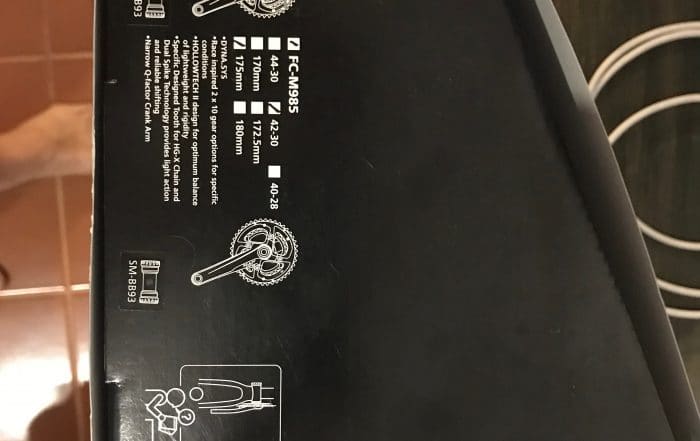 BB93
FC-M985
44-30 42-30 40-28
170mm 172.5mm
175mm 180mm
•DYNA.SYS
•Race inspired 2 x 10 gear options for specific
conditions
•HOLLOWTECH II design for optimum balance
of lightweight and rigidity
•Specific Designed Tooth for HG-X Chain and
Dual Spike Technology provides light action
and reliable shifting
•Narrow Q-factor Crank Arm
SM-BB93
?